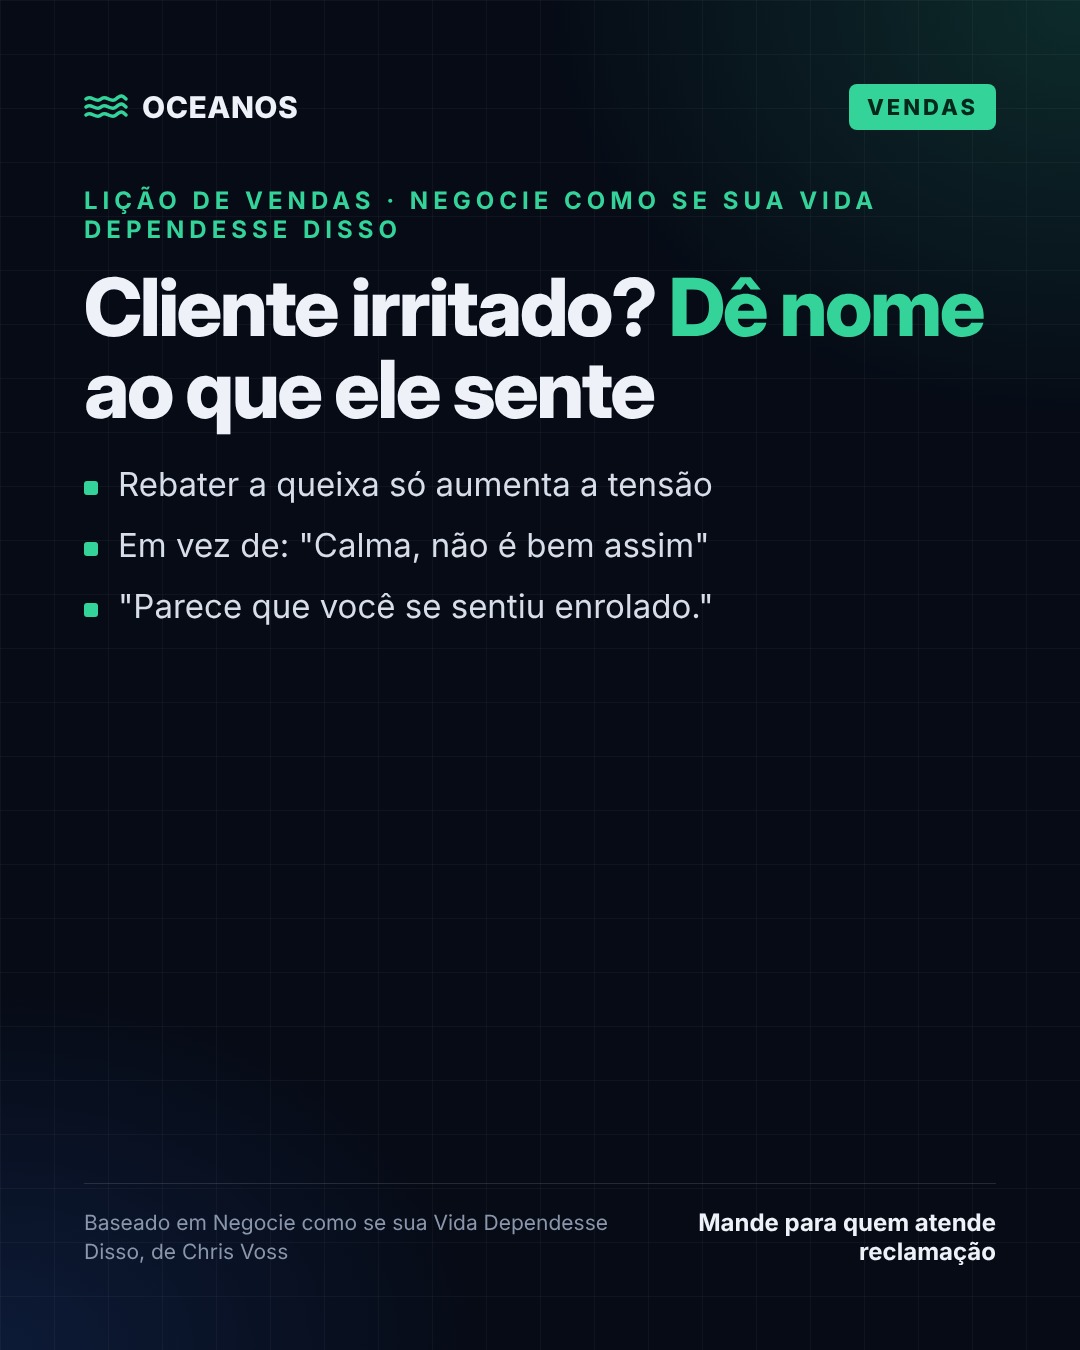 OCEANOS
VENDAS
LIÇÃO DE VENDAS · NEGOCIE COMO SE SUA VIDA
DEPENDESSE DISSO
Cliente irritado? Dê nome
ao que ele sente
Rebater a queixa só aumenta a tensão
Em vez de: "Calma, não é bem assim"
"Parece que você se sentiu enrolado."
Baseado em Negocie como se sua Vida Dependesse
Disso, de Chris Voss
Mande para quem atende
reclamação